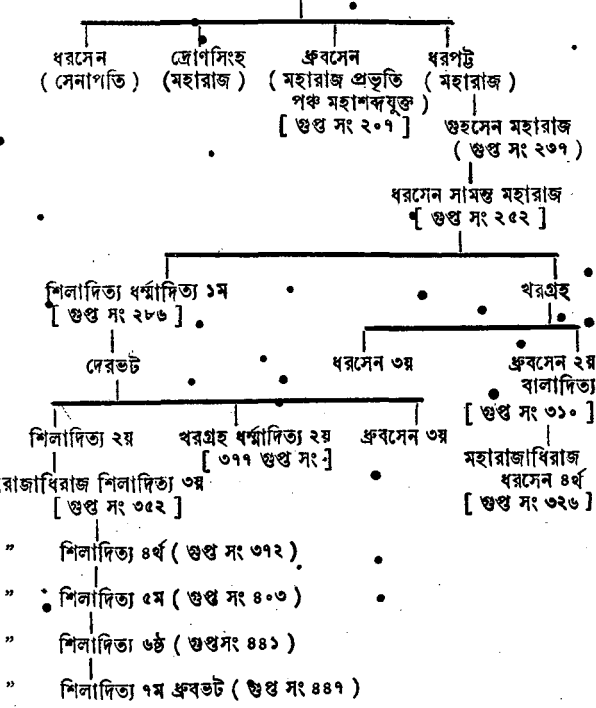 ধরসেন দ্রোণসিংহ ধ্রুবসেন ধরপট্ট
( সেনাপতি ) (মহারাজ ) ( মহারাজ প্রভৃতি ( মহারাজ )
পঞ্চ মহাশব্দযুক্ত )
[ গুপ্ত সং ২০৭ ] গুহসেন মহারাজ
( গুপ্ত সং ২৩৭ )
ধরসেন সামন্ত মহারাজ
[ গুপ্ত সং ২৫২ ]
শিলাদিত্য ধর্ম্মাদিত্য ১ম খরগ্রহ
[ গুপ্ত সং ২৮৬ ]
দেরভট ধরসেন ৩য় ধ্রুবসেন ২য়
বালাদিত্য
[ গুপ্ত সং ৩১০ ]
শিলাদিত্য ২য় খরগ্রহ ধর্ম্মাদিত্য ২য় ধ্রুবসেন ৩য়
[ ৩৭৭ গুপ্ত সং ] মহারাজাধিরাজ
রাজাধিরাজ শিলাদিত্য ৩য় ধরসেন ৪র্থ
[ গুপ্ত সং ৩৫২ ] [ গুপ্ত সং ৩২৬ ]
” শিলাদিত্য ৪র্থ ( গুপ্ত সং ৩৭২ )
” শিলাদিত্য ৫ম ( গুপ্ত সং ৪০৩ )
” শিলাদিত্য ৬ষ্ঠ ( গুপ্তসং ৪৪১ )
” শিলাদিত্য ৭ম ধ্রুবভট ( গুপ্ত সং ৪৪৭ )